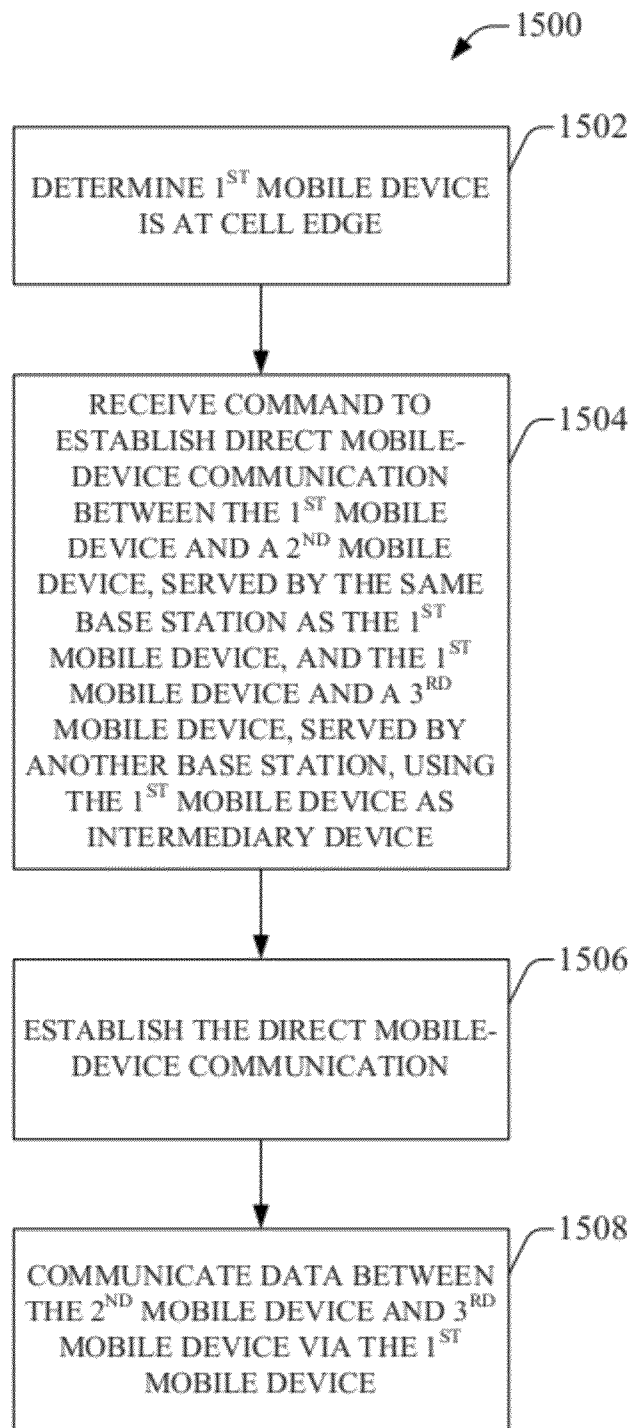 1500
1502
DETERMINE 1ST MOBILE DEVICE
IS AT CELL EDGE
1504
RECEIVE COMMAND TO
ESTABLISH DIRECT MOBILE-
DEVICE COMMUNICATION
BETWEEN THE 1ST MOBILE
DEVICE AND A 2ND MOBILE
DEVICE, SERVED BY THE SAME
BASE STATION AS THE 1ST
MOBILE DEVICE, AND THE 1ST
MOBILE DEVICE AND A 3RD
MOBILE DEVICE, SERVED BY
ANOTHER BASE STATION, USING
THE 1ST MOBILE DEVICE AS
INTERMEDIARY DEVICE
1506
ESTABLISH THE DIRECT MOBILE-
DEVICE COMMUNICATION
1508
COMMUNICATE DATA BETWEEN
THE 2ND MOBILE DEVICE AND 3RD
MOBILE DEVICE VIA THE 1ST
MOBILE DEVICE